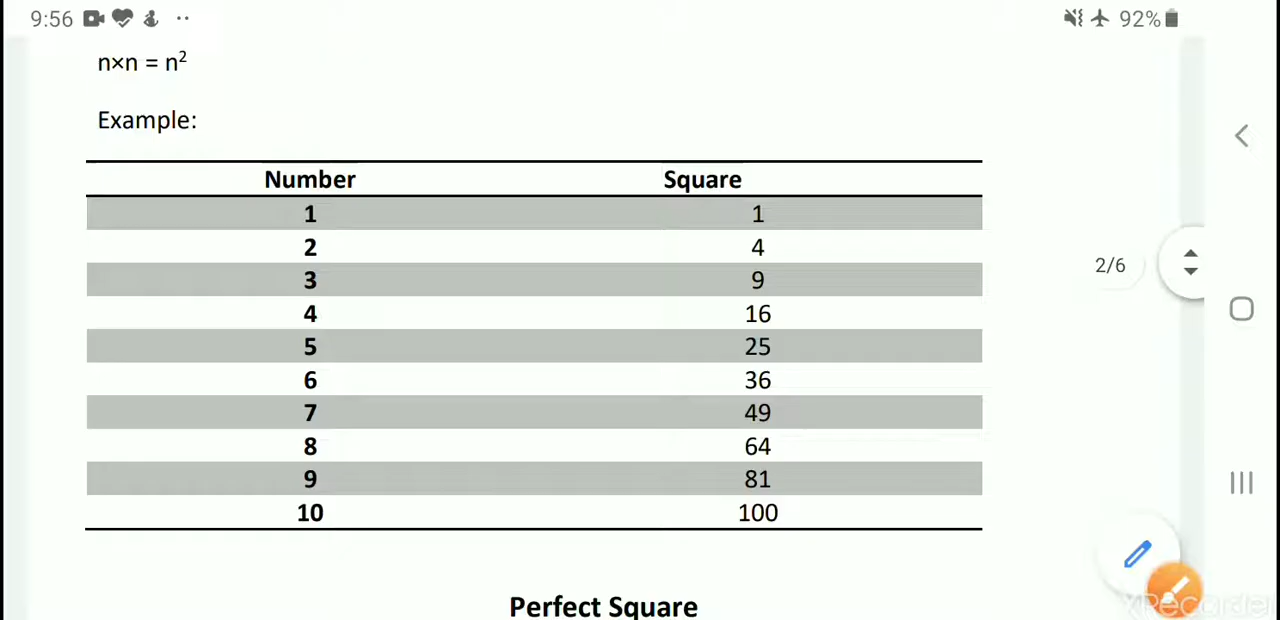 9:56
92%
n×n = n²
Example:
Number Square
1 1
2 4
3 9
4 16
5 25
6 36
7 49
8 64
9 81
10 100
2/6
Perfect Square
XRecorder